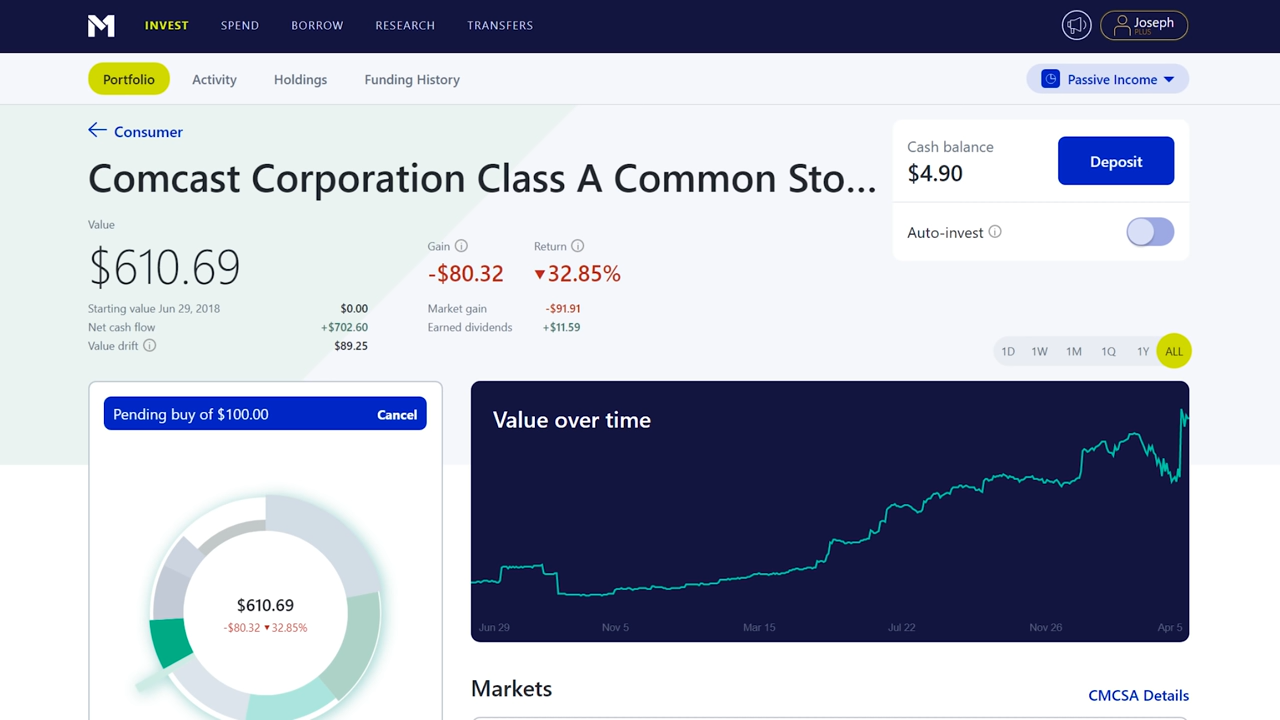 M INVEST SPEND BORROW RESEARCH TRANSFERS Joseph
PLUS
Portfolio Activity Holdings Funding History Passive Income
Consumer
Comcast Corporation Class A Common Sto...
Cash balance
$4.90
Deposit
Auto-invest
Value
$610.69
Starting value Jun 29, 2018 $0.00
Net cash flow +$702.60
Value drift $89.25
Gain Return
-$80.32 ▼32.85%
Market gain -$91.91
Earned dividends +$11.59
1D 1W 1M 1Q 1Y ALL
Pending buy of $100.00 Cancel
$610.69
-$80.32 ▼32.85%
Value over time
Jun 29 Nov 5 Mar 15 Jul 22 Nov 26 Apr 5
Markets
CMCSA Details